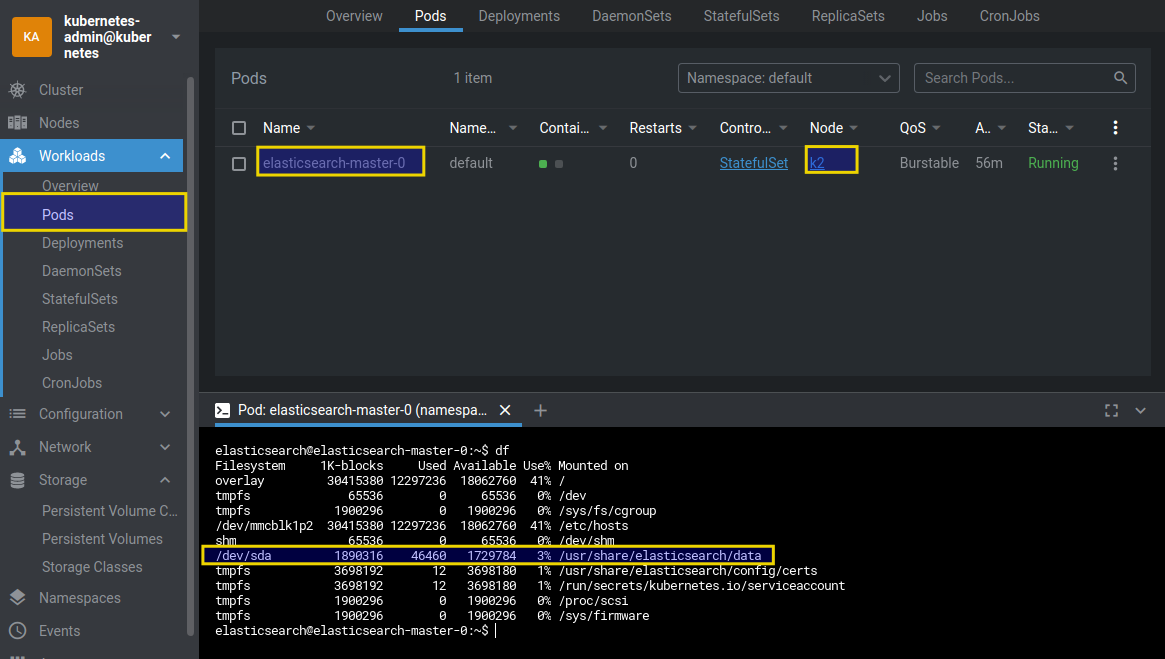 KA
kubernetes-
admin@kuber
netes
Cluster
Nodes
Workloads
Overview
Pods
Deployments
DaemonSets
StatefulSets
ReplicaSets
Jobs
CronJobs
Configuration
Network
Storage
Persistent Volume C...
Persistent Volumes
Storage Classes
Namespaces
Events
Overview Pods Deployments DaemonSets StatefulSets ReplicaSets Jobs CronJobs
Pods 1 item Namespace: default Search Pods...
Name Name... Contai... Restarts Contro... Node QoS A.. Sta...
elasticsearch-master-0 default 0 StatefulSet k2 Burstable 56m Running
Pod: elasticsearch-master-0 (namespa...
elasticsearch@elasticsearch-master-0:~$ df
Filesystem 1K-blocks Used Available Use% Mounted on
overlay 30415380 12297236 18062760 41% /
tmpfs 65536 0 65536 0% /dev
tmpfs 1900296 0 1900296 0% /sys/fs/cgroup
/dev/mmcblk1p2 30415380 12297236 18062760 41% /etc/hosts
shm 65536 0 65536 0% /dev/shm
/dev/sda 1890316 46460 1729784 3% /usr/share/elasticsearch/data
tmpfs 3698192 12 3698180 1% /usr/share/elasticsearch/config/certs
tmpfs 3698192 12 3698180 1% /run/secrets/kubernetes.io/serviceaccount
tmpfs 1900296 0 1900296 0% /proc/scsi
tmpfs 1900296 0 1900296 0% /sys/firmware
elasticsearch@elasticsearch-master-0:~$